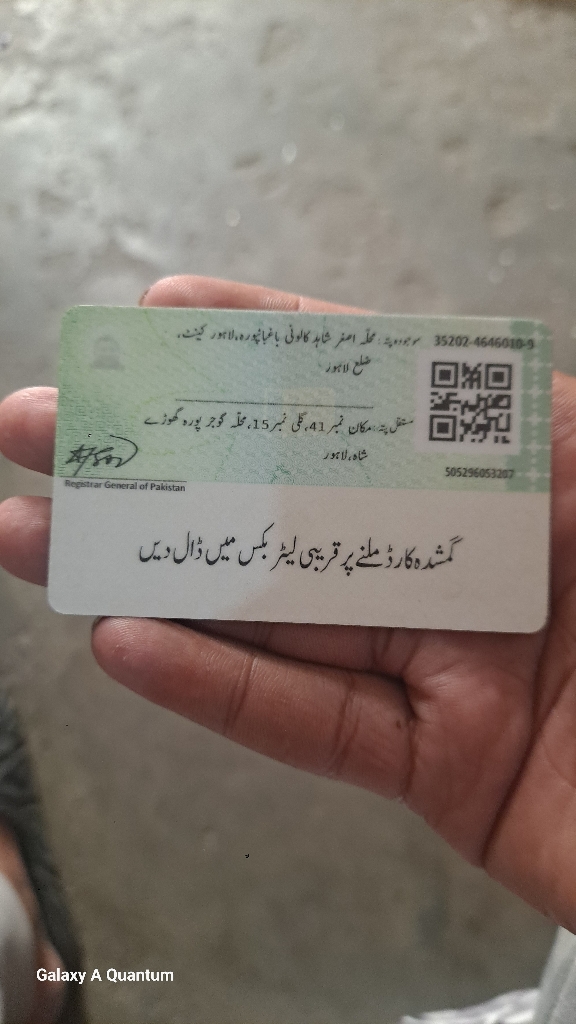 35202-4646010-9
موجودہ پتہ: محلہ اصغر شاہد کالونی باغبانپورہ، لاہور کینٹ،
ضلع لاہور
مستقل پتہ: مکان نمبر 41، گلی نمبر 15، محلہ گوجر پورہ گھوڑے
شاہ، لاہور
505296053207
Registrar General of Pakistan
گمشدہ کارڈ ملنے پر قریبی لیٹر بکس میں ڈال دیں
Galaxy A Quantum